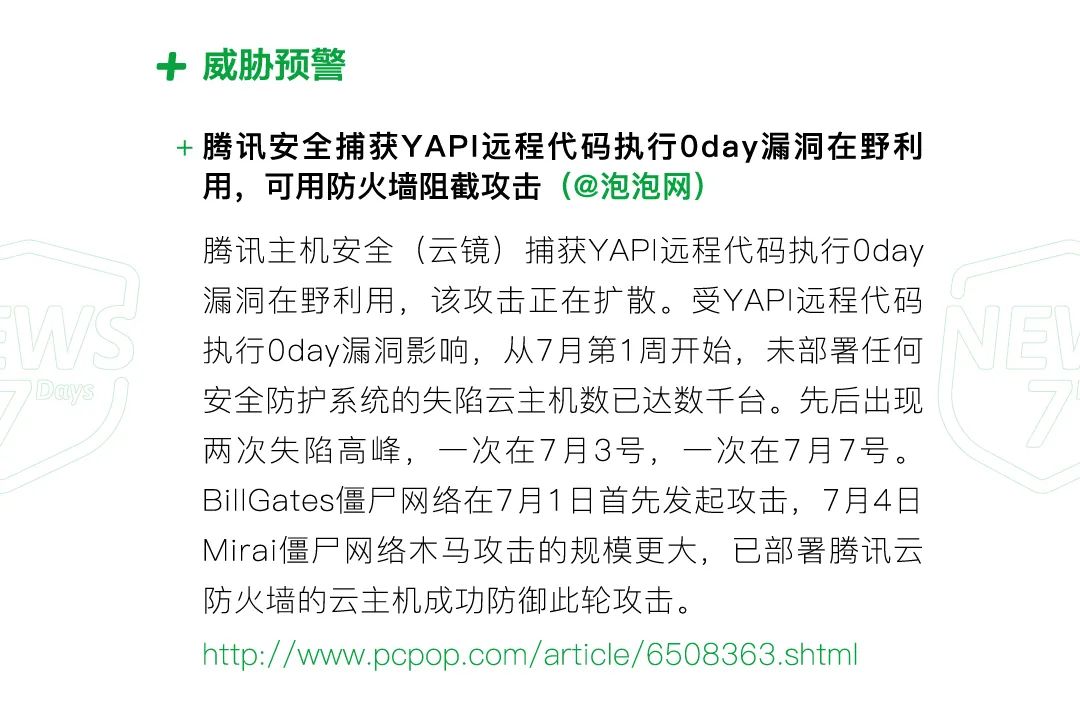 威胁预警
腾讯安全捕获YAPI远程代码执行0day漏洞在野利
用，可用防火墙阻截攻击（@泡泡网）
腾讯主机安全（云镜）捕获YAPI远程代码执行0day
漏洞在野利用，该攻击正在扩散。受YAPI远程代码
执行0day漏洞影响，从7月第1周开始，未部署任何
安全防护系统的失陷云主机数已达数千台。先后出现
两次失陷高峰，一次在7月3号，一次在7月7号。
BillGates僵尸网络在7月1日首先发起攻击，7月4日
Mirai僵尸网络木马攻击的规模更大，已部署腾讯云
防火墙的云主机成功防御此轮攻击。
http://www.pcpop.com/article/6508363.shtml
NEWS
7 Days
NEW
7